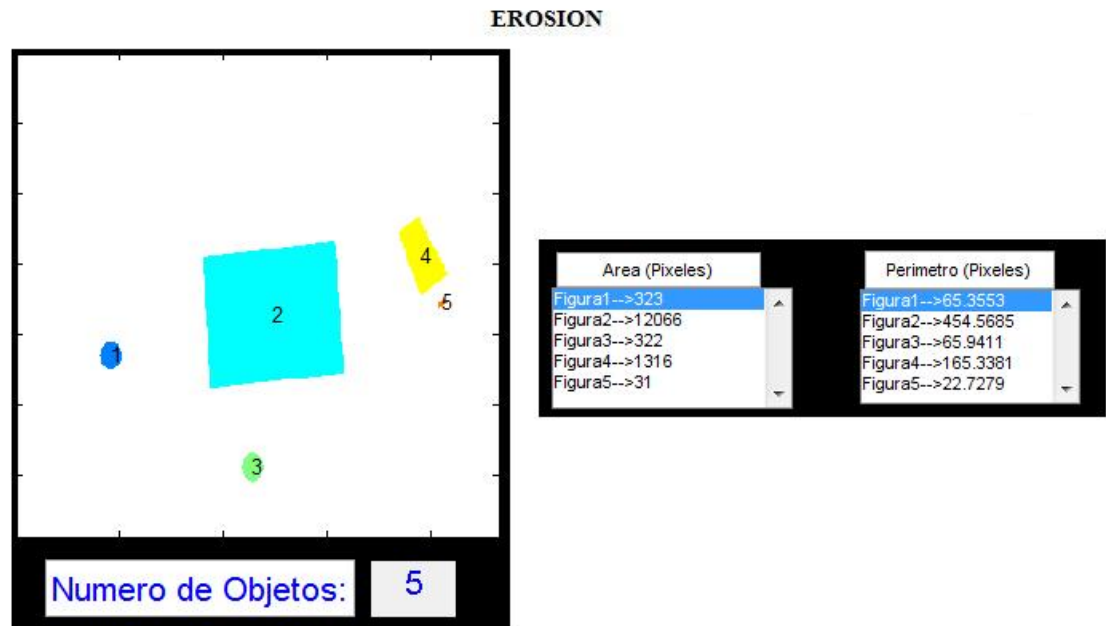 EROSION
1
2
3
4
5
Numero de Objetos: 5
Area (Pixeles)
Figura1-->323
Figura2-->12066
Figura3-->322
Figura4-->1316
Figura5-->31
Perimetro (Pixeles)
Figura1-->65.3553
Figura2-->454.5685
Figura3-->65.9411
Figura4-->165.3381
Figura5-->22.7279